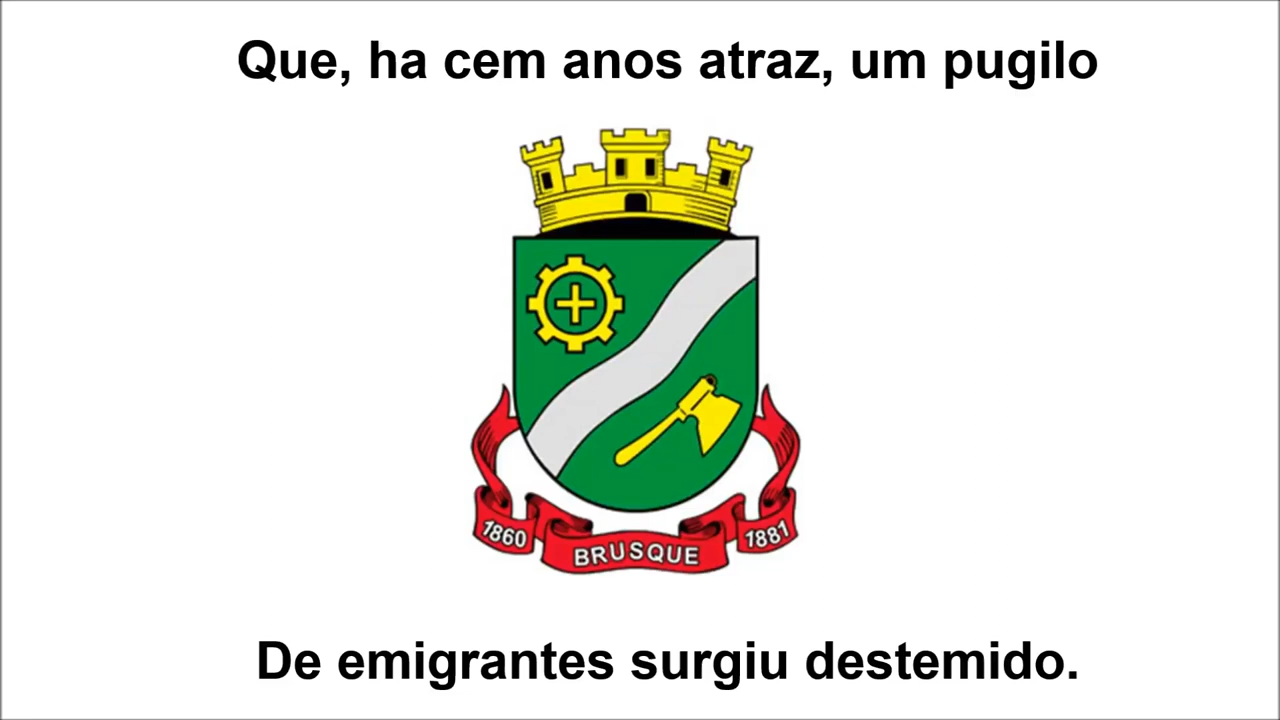 Que, ha cem anos atraz, um pugilo
1860
BRUSQUE
1881
De emigrantes surgiu destemido.